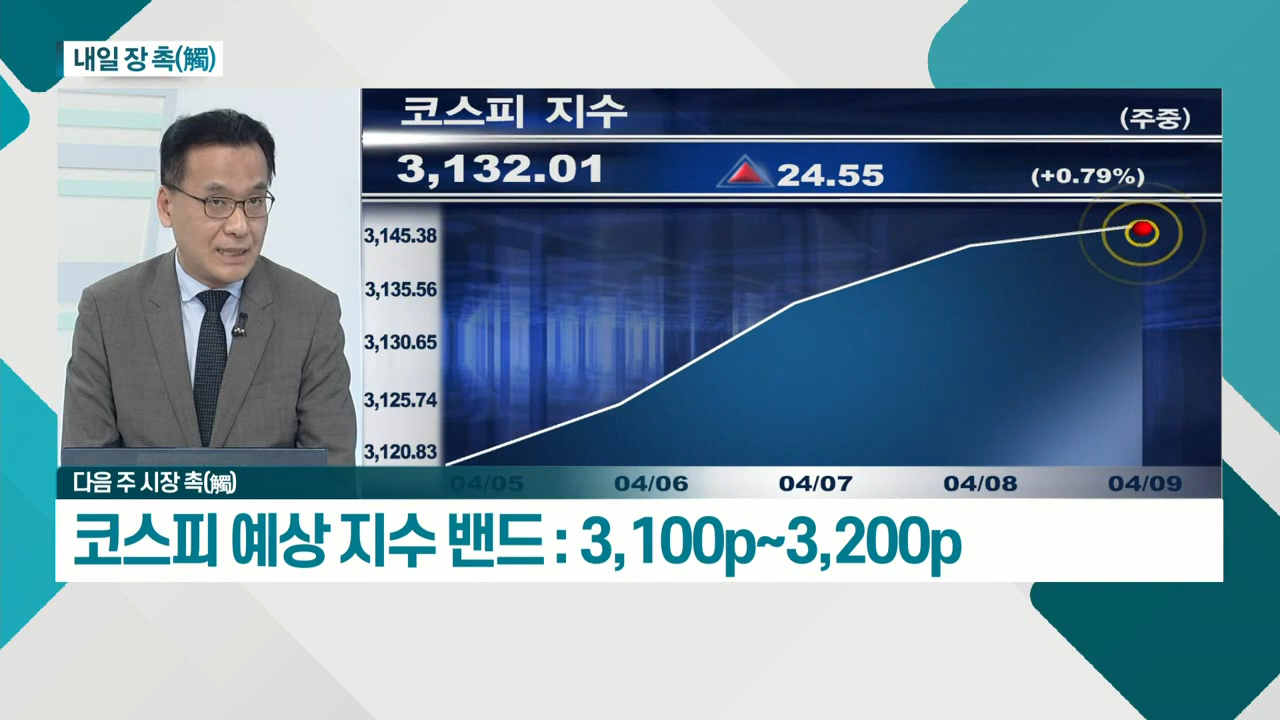 내일 장 촉(觸)
코스피 지수
(주중)
3,132.01 24.55 (+0.79%)
3,145.38
3,135.56
3,130.65
3,125.74
3,120.83
04/05 04/06 04/07 04/08 04/09
다음 주 시장 촉(觸)
코스피 예상 지수 밴드 : 3,100p~3,200p